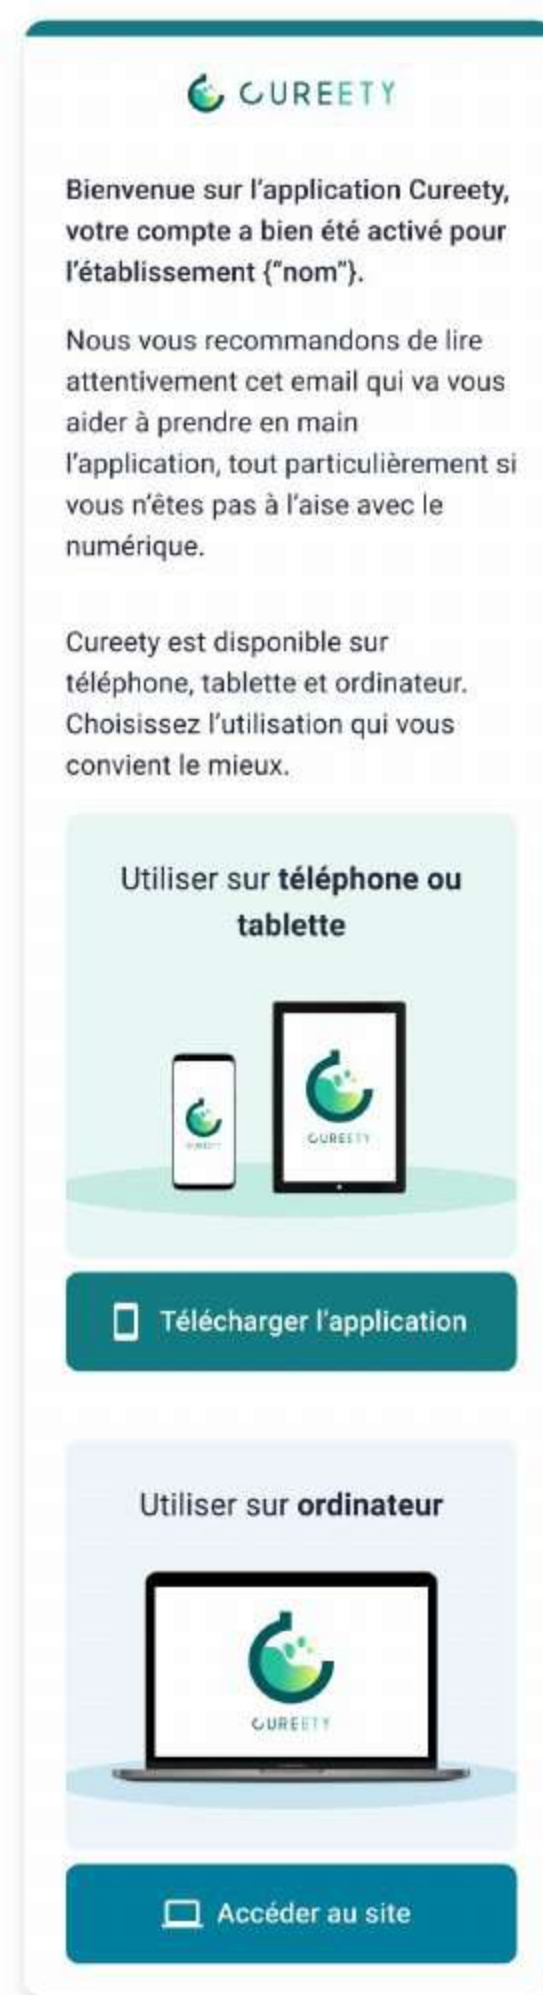 CUREETY
Bienvenue sur l'application Cureety,
votre compte a bien été activé pour
l'établissement {"nom"}.
Nous vous recommandons de lire
attentivement cet email qui va vous
aider à prendre en main
l'application, tout particulièrement si
vous n'êtes pas à l'aise avec le
numérique.
Cureety est disponible sur
téléphone, tablette et ordinateur.
Choisissez l'utilisation qui vous
convient le mieux.
Utiliser sur téléphone ou
tablette
CUREETY
CUREETY
Télécharger l'application
Utiliser sur ordinateur
CUREETY
Accéder au site